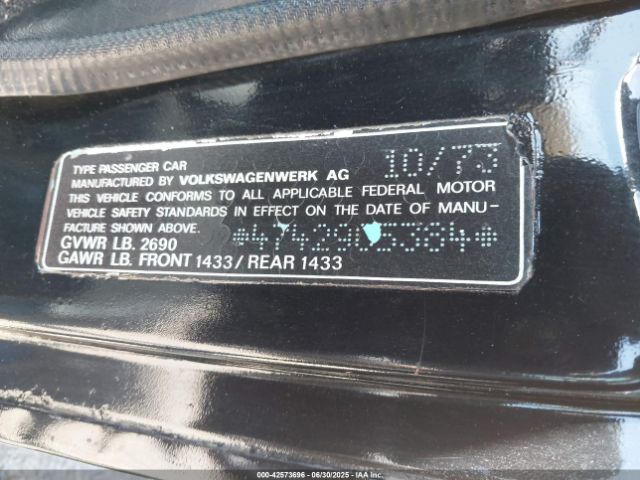 TYPE PASSENGER CAR 10/73
MANUFACTURED BY VOLKSWAGENWERK AG
THIS VEHICLE CONFORMS TO ALL APPLICABLE FEDERAL MOTOR
VEHICLE SAFETY STANDARDS IN EFFECT ON THE DATE OF MANU-
FACTURE SHOWN ABOVE.
GVWR LB. 2690 *4742905384*
GAWR LB. FRONT 1433 / REAR 1433
00-42573696 - 06/30/2025 - IAA Inc.